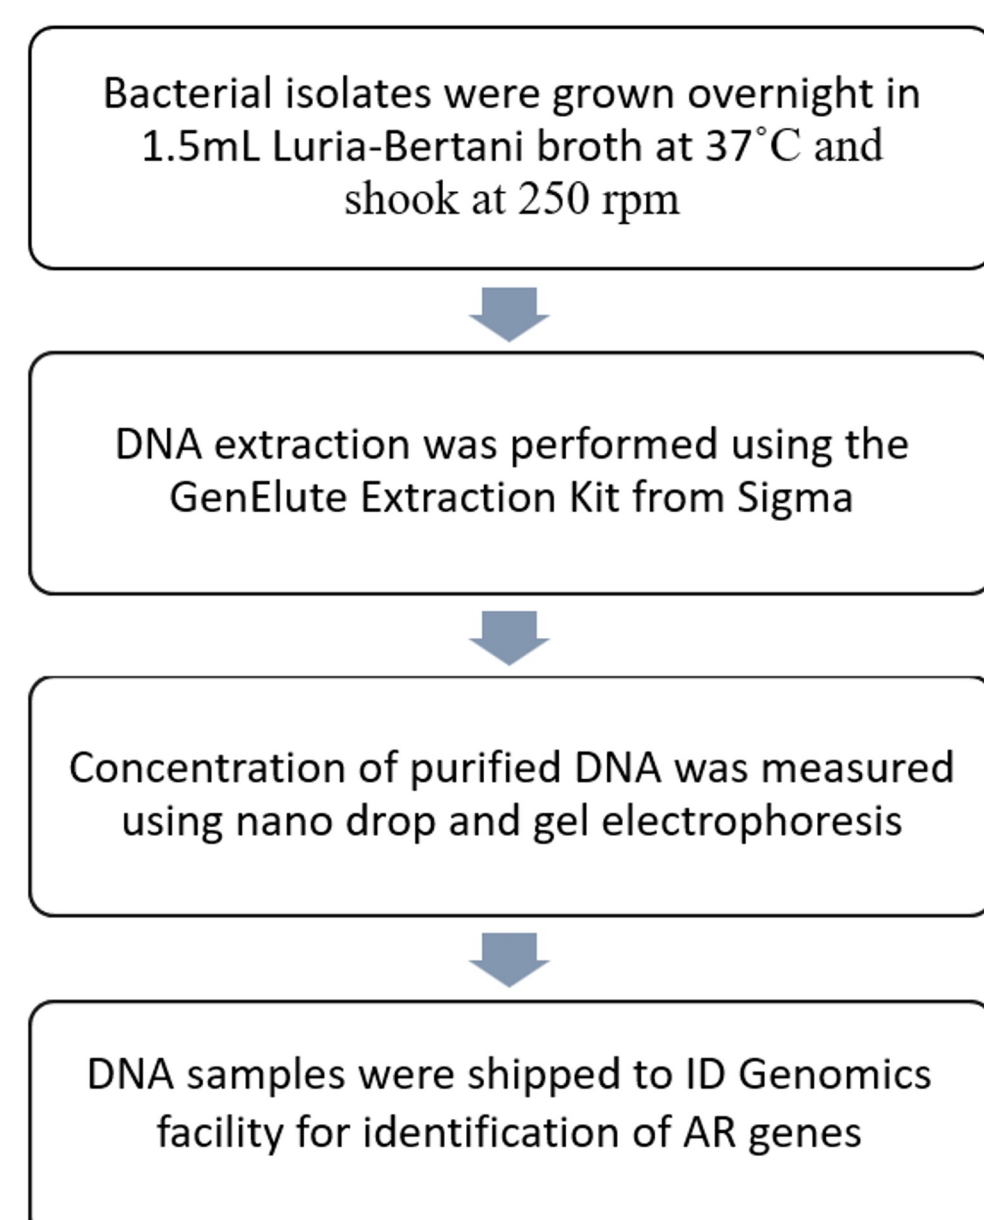 Bacterial isolates were grown overnight in
1.5mL Luria-Bertani broth at 37˚C and
shook at 250 rpm
DNA extraction was performed using the
GenElute Extraction Kit from Sigma
Concentration of purified DNA was measured
using nano drop and gel electrophoresis
DNA samples were shipped to ID Genomics
facility for identification of AR genes